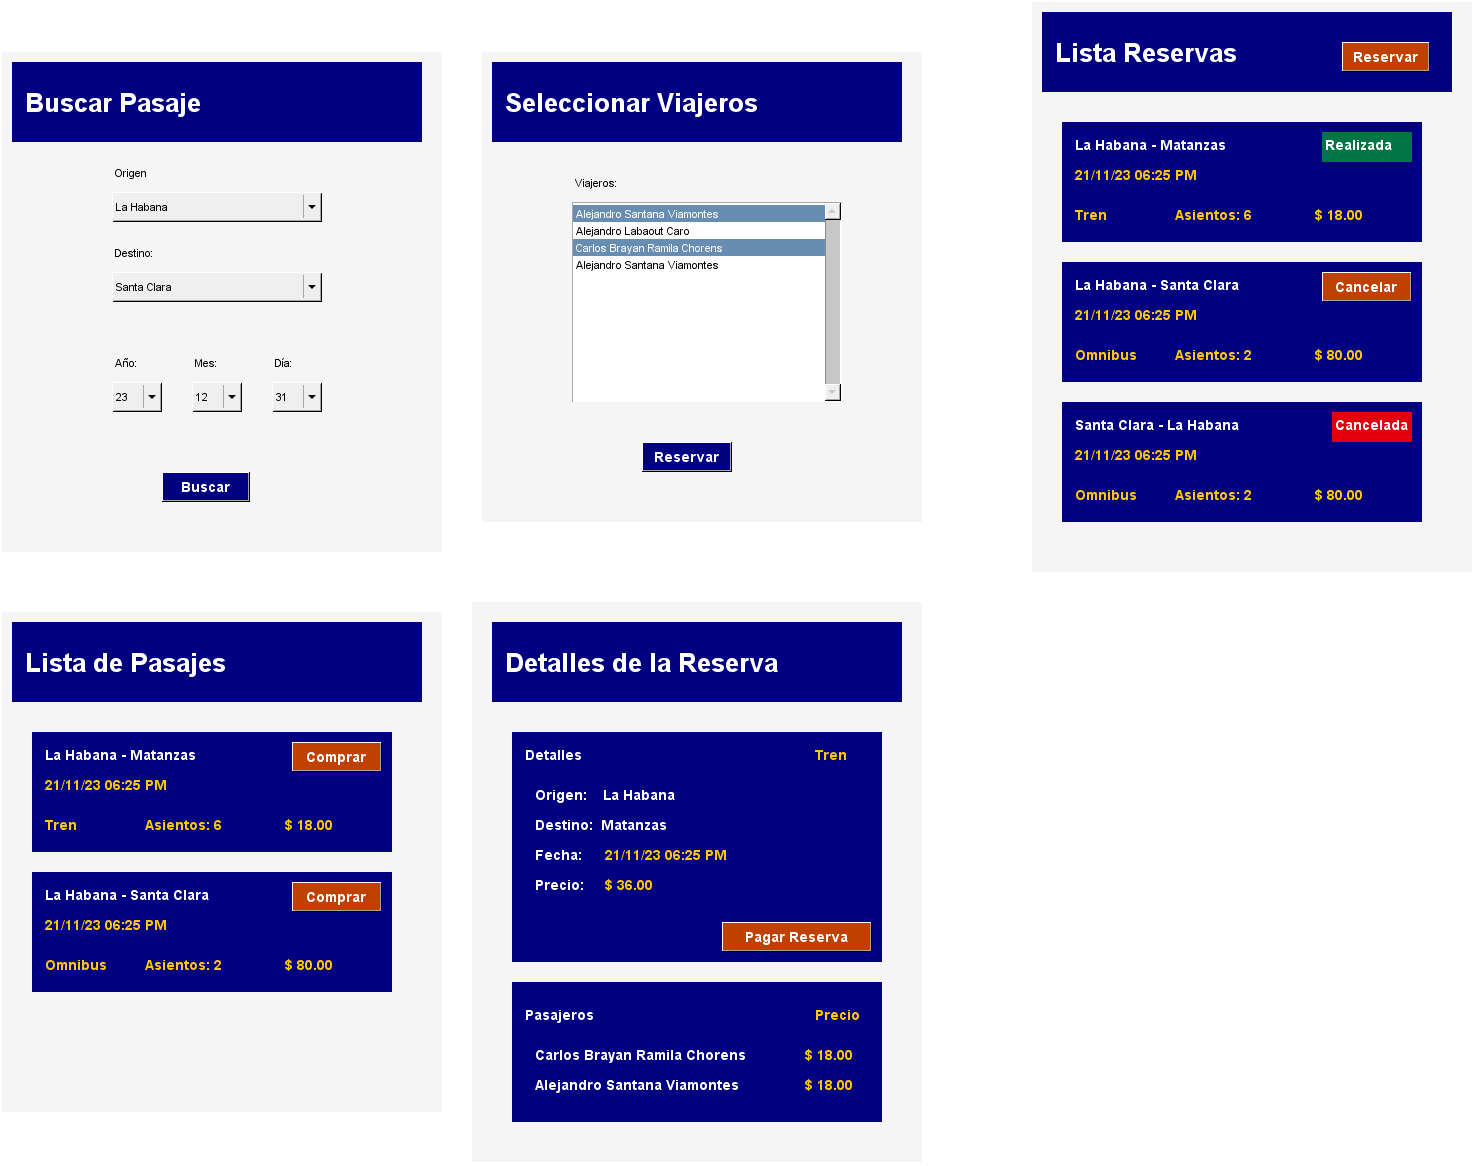 Buscar Pasaje
Origen
La Habana
Destino:
Santa Clara
Año: Mes: Día:
23 12 31
Buscar
Seleccionar Viajeros
Viajeros:
Alejandro Santana Viamontes
Alejandro Labaout Caro
Carlos Brayan Ramila Chorens
Alejandro Santana Viamontes
Reservar
Lista Reservas
Reservar
La Habana - Matanzas
Realizada
21/11/23 06:25 PM
Tren Asientos: 6 $ 18.00
La Habana - Santa Clara
Cancelar
21/11/23 06:25 PM
Omnibus Asientos: 2 $ 80.00
Santa Clara - La Habana
Cancelada
21/11/23 06:25 PM
Omnibus Asientos: 2 $ 80.00
Lista de Pasajes
La Habana - Matanzas
Comprar
21/11/23 06:25 PM
Tren Asientos: 6 $ 18.00
La Habana - Santa Clara
Comprar
21/11/23 06:25 PM
Omnibus Asientos: 2 $ 80.00
Detalles de la Reserva
Detalles Tren
Origen: La Habana
Destino: Matanzas
Fecha: 21/11/23 06:25 PM
Precio: $ 36.00
Pagar Reserva
Pasajeros Precio
Carlos Brayan Ramila Chorens $ 18.00
Alejandro Santana Viamontes $ 18.00